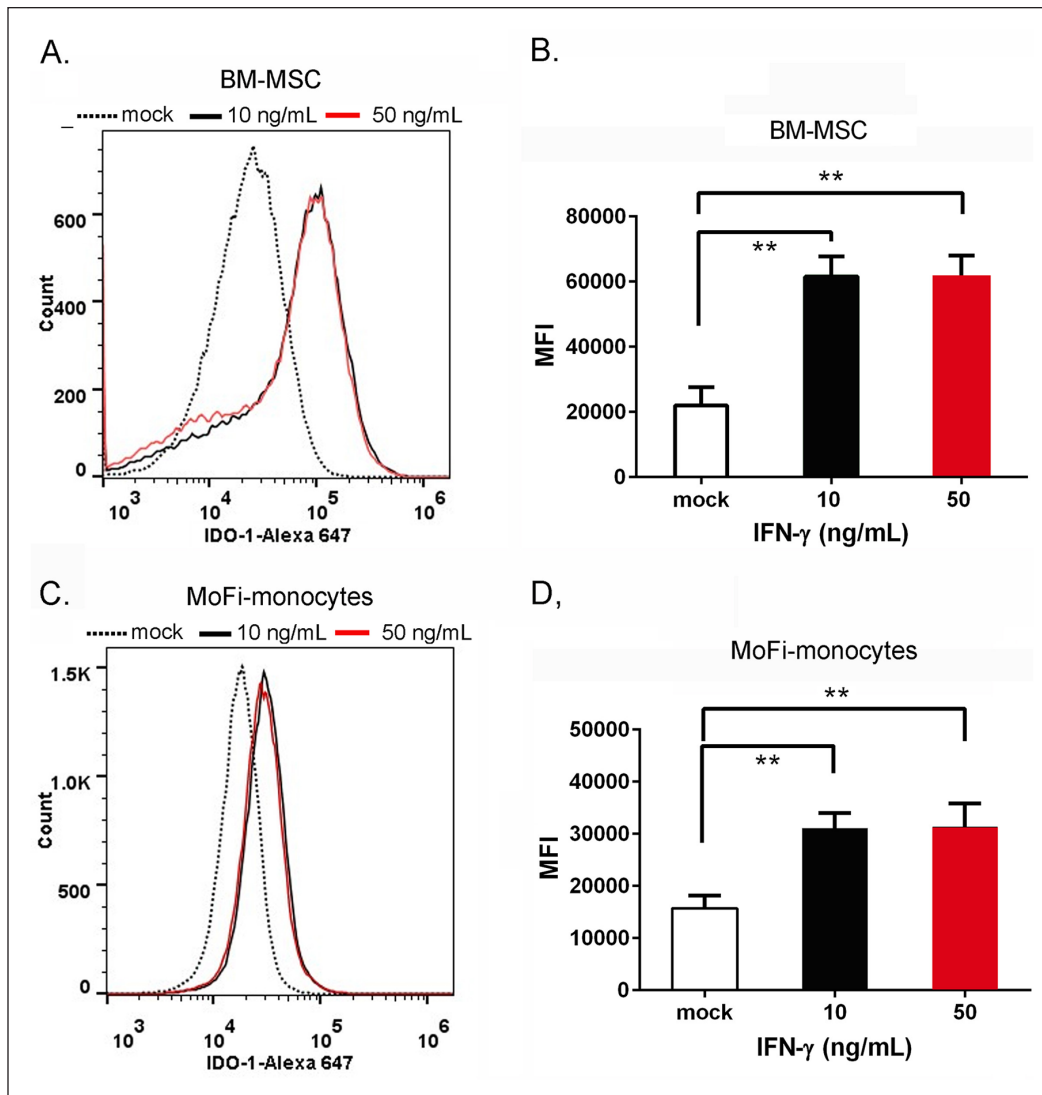 A.
BM-MSC
mock 10 ng/mL 50 ng/mL
600
400
200
0
Count
10^3 10^4 10^5 10^6
IDO-1-Alexa 647
B.
BM-MSC
**
**
80000
60000
40000
20000
0
MFI
mock 10 50
IFN-γ (ng/mL)
C.
MoFi-monocytes
mock 10 ng/mL 50 ng/mL
1.5K
1.0K
500
0
Count
10^3 10^4 10^5 10^6
IDO-1-Alexa 647
D,
MoFi-monocytes
**
**
50000
40000
30000
20000
10000
0
MFI
mock 10 50
IFN-γ (ng/mL)